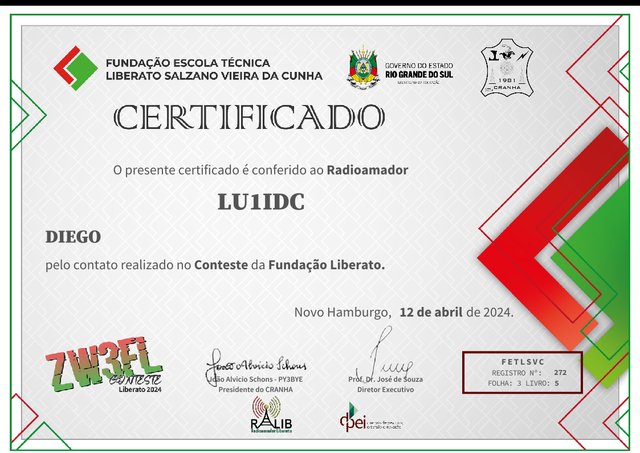 FUNDAÇÃO ESCOLA TÉCNICA
LIBERATO SALZANO VIEIRA DA CUNHA
GOVERNO DO ESTADO
RIO GRANDE DO SUL
1981
CRANHA
CERTIFICADO
O presente certificado é conferido ao Radioamador
LU1IDC
DIEGO
pelo contato realizado no Conteste da Fundação Liberato.
Novo Hamburgo, 12 de abril de 2024.
ZW3FL
CONTESTE
Liberato 2024
João Alvicio Schons
João Alvicio Schons - PY3BYE
Presidente do CRANHA
Prof. Dr. José de Souza
Diretor Executivo
FETLSVC
REGISTRO Nº: 272
FOLHA: 3 LIVRO: 5
RALIB
Radioamador Liberato
dpei